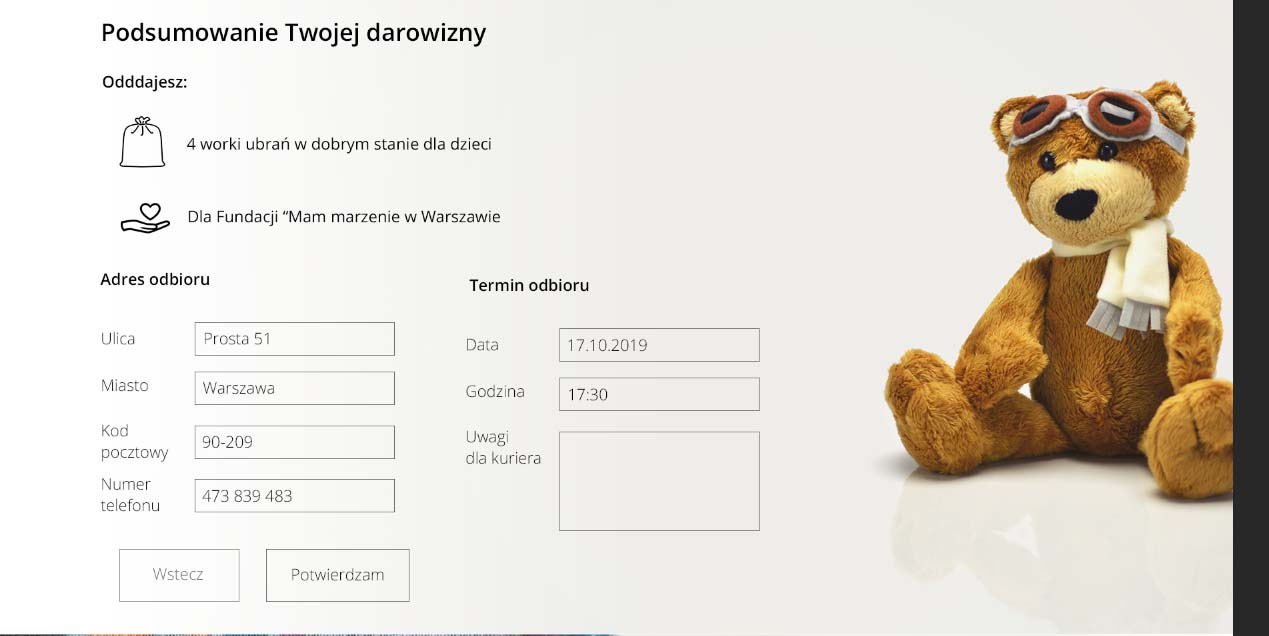 Podsumowanie Twojej darowizny
Odddajesz:
4 worki ubrań w dobrym stanie dla dzieci
Dla Fundacji “Mam marzenie w Warszawie
Adres odbioru
Ulica
Prosta 51
Miasto
Warszawa
Kod
pocztowy
90-209
Numer
telefonu
473 839 483
Termin odbioru
Data
17.10.2019
Godzina
17:30
Uwagi
dla kuriera
Wstecz
Potwierdzam